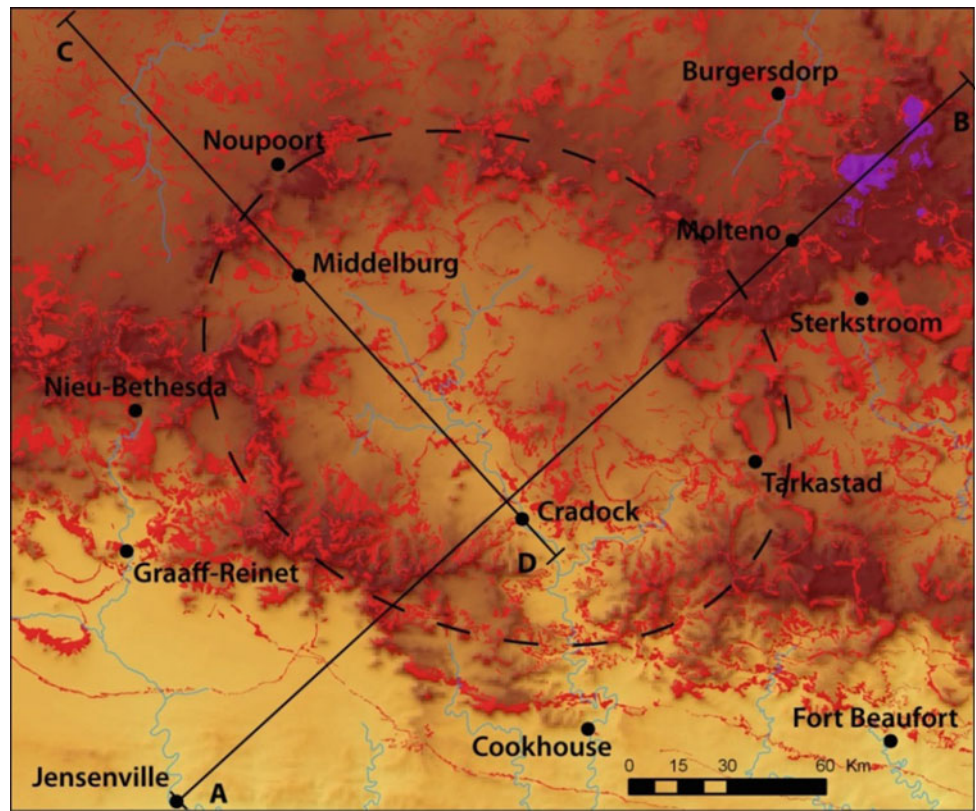 C
Burgersdorp
B
Noupoort
Molteno
Middelburg
Sterkstroom
Nieu-Bethesda
Tarkastad
Cradock
D
Graaff-Reinet
Fort Beaufort
Cookhouse
Jensenville
A
0 15 30 60 Km